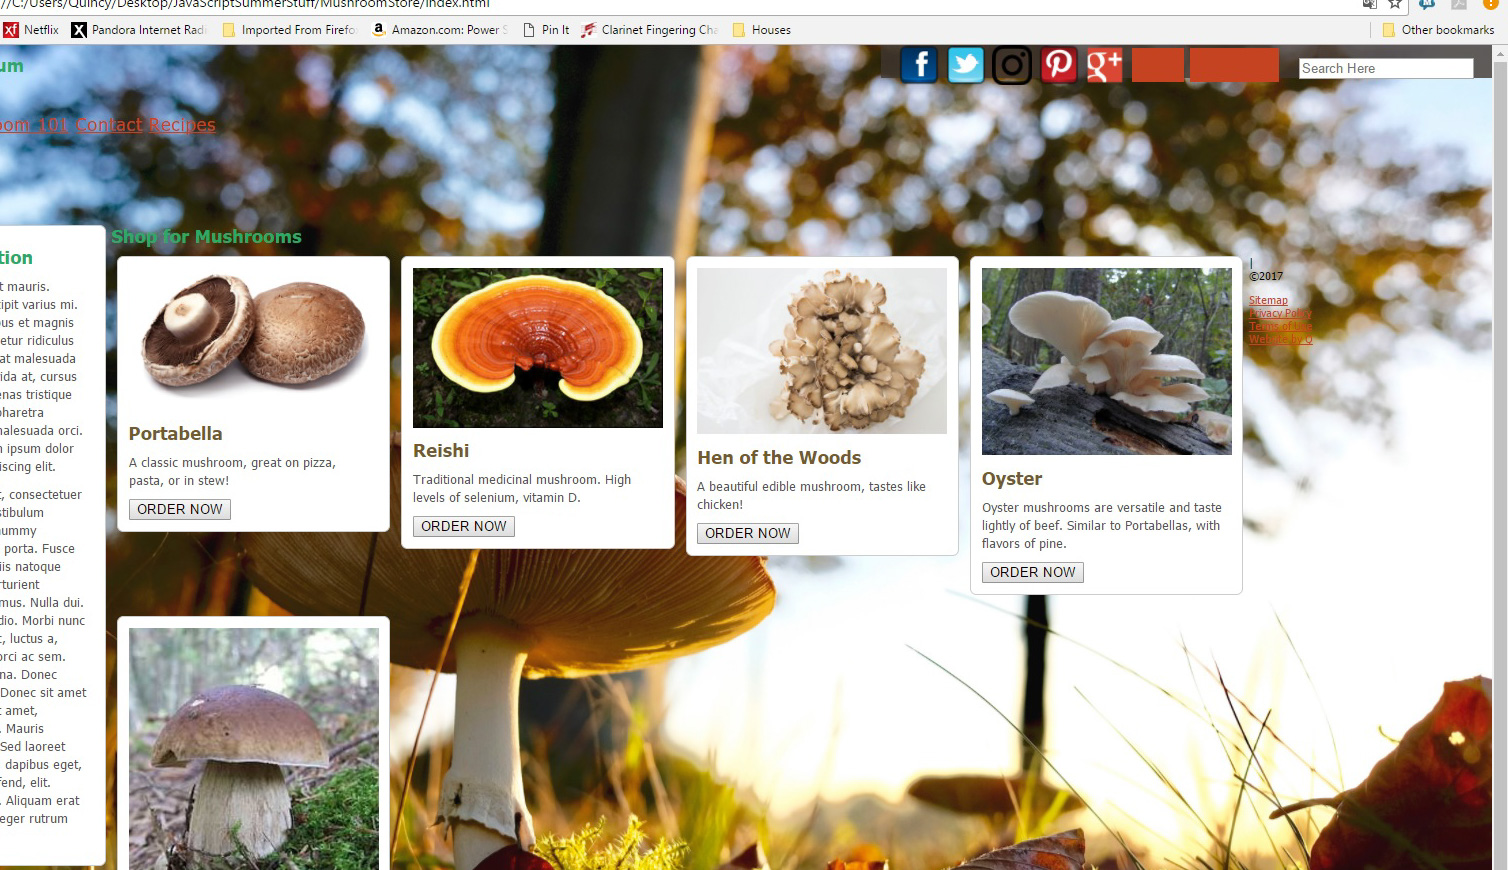 //C:/Users/Quincy/Desktop/JavaScriptSummerStuff/MushroomStore/index.html
Netflix
Pandora Internet Radi
Imported From Firefo
Amazon.com: Power S
Pin It
Clarinet Fingering Cha
Houses
Other bookmarks
um
Search Here
oom 101 Contact Recipes
Shop for Mushrooms
tion
t mauris.
ipit varius mi.
ous et magnis
etur ridiculus
at malesuada
ida at, cursus
enas tristique
pharetra
malesuada orci.
n ipsum dolor
iscing elit.
t, consectetuer
stibulum
nummy
porta. Fusce
iis natoque
rturient
mus. Nulla dui.
dio. Morbi nunc
t, luctus a,
orci ac sem.
na. Donec
Donec sit amet
t amet,
. Mauris
Sed laoreet
dapibus eget,
fend, elit.
. Aliquam erat
eger rutrum
Portabella
A classic mushroom, great on pizza,
pasta, or in stew!
ORDER NOW
Reishi
Traditional medicinal mushroom. High
levels of selenium, vitamin D.
ORDER NOW
Hen of the Woods
A beautiful edible mushroom, tastes like
chicken!
ORDER NOW
Oyster
Oyster mushrooms are versatile and taste
lightly of beef. Similar to Portabellas, with
flavors of pine.
ORDER NOW
|
©2017
Sitemap
Privacy Policy
Terms of Use
Website by Q